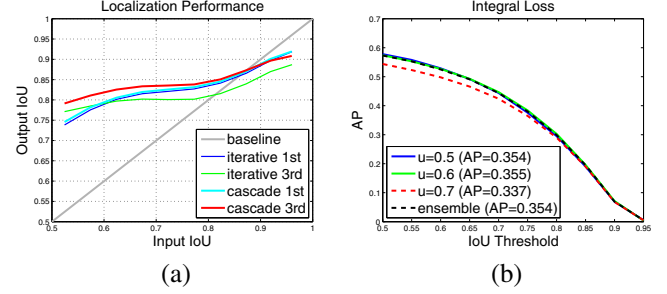 Localization Performance
Output IoU
1
0.95
0.9
0.85
0.8
0.75
0.7
0.65
0.6
0.55
0.5
baseline
iterative 1st
iterative 3rd
cascade 1st
cascade 3rd
0.5 0.6 0.7 0.8 0.9 1
Input IoU
(a)
Integral Loss
AP
0.7
0.6
0.5
0.4
0.3
0.2
0.1
0
u=0.5 (AP=0.354)
u=0.6 (AP=0.355)
u=0.7 (AP=0.337)
ensemble (AP=0.354)
0.5 0.55 0.6 0.65 0.7 0.75 0.8 0.85 0.9 0.95
IoU Threshold
(b)